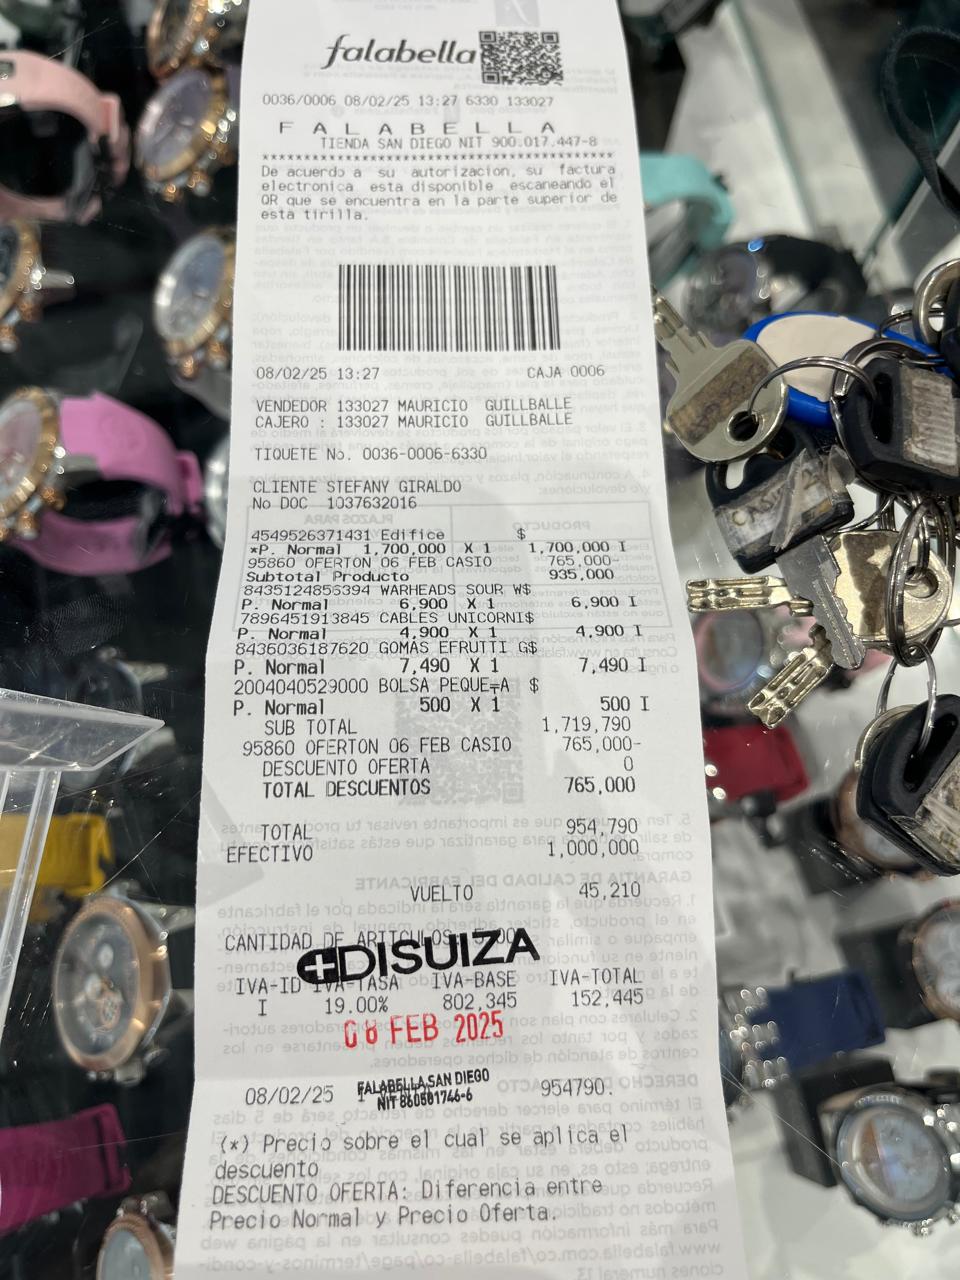 falabella
0036/0006 08/02/25 13:27 6330 133027
F A L A B E L L A
TIENDA SAN DIEGO NIT 900.017.447-8
****************************************************
De acuerdo a su autorizacion, su factura
electronica esta disponible escaneando el
QR que se encuentra en la parte superior de
esta tirilla.
08/02/25 13:27 CAJA 0006
VENDEDOR 133027 MAURICIO GUILLBALLE
CAJERO : 133027 MAURICIO GUILLBALLE
TIQUETE No. 0036-0006-6330
CLIENTE STEFANY GIRALDO
No DOC 1037632016
4549526371431 Edifice $
*P. Normal 1,700,000 X 1 1,700,000 I
95860 OFERTON 06 FEB CASIO 765,000-
Subtotal Producto 935,000
8435124855394 WARHEADS SOUR W$
P. Normal 6,900 X 1 6,900 I
7896451913845 CABLES UNICORNI$
P. Normal 4,900 X 1 4,900 I
8436036187620 GOMAS EFRUTTI G$
P. Normal 7,490 X 1 7,490 I
2004040529000 BOLSA PEQUE¬A $
P. Normal 500 X 1 500 I
SUB TOTAL 1,719,790
95860 OFERTON 06 FEB CASIO 765,000-
DESCUENTO OFERTA 0
TOTAL DESCUENTOS 765,000
TOTAL 954,790
EFECTIVO 1,000,000
VUELTO 45,210
CANTIDAD DE ARTICULOS
DISUIZA
IVA-ID IVA-TASA IVA-BASE IVA-TOTAL
I 19.00% 802,345 152,445
08 FEB 2025
08/02/25 954790.
FALABELLA SAN DIEGO
NIT 860501746-6
(*) Precio sobre el cual se aplica el
descuento
DESCUENTO OFERTA: Diferencia entre
Precio Normal y Precio Oferta.